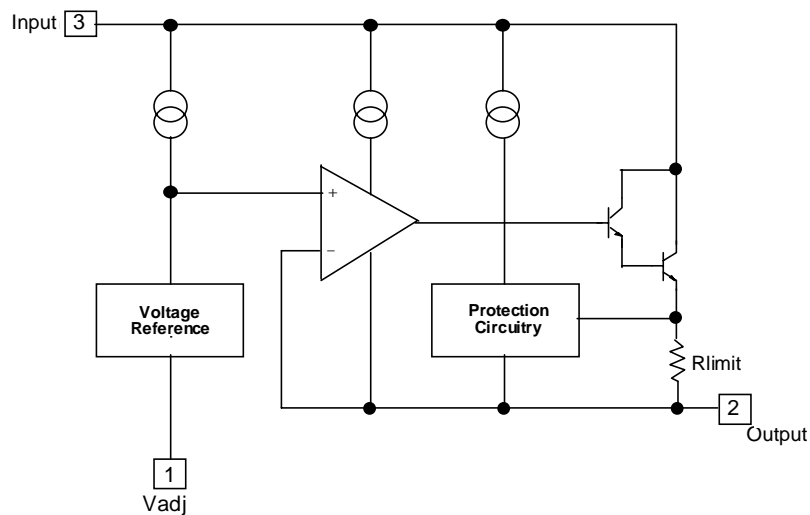 Input 3
+
−
Voltage
Reference
Protection
Circuitry
Rlimit
2
Output
1
Vadj